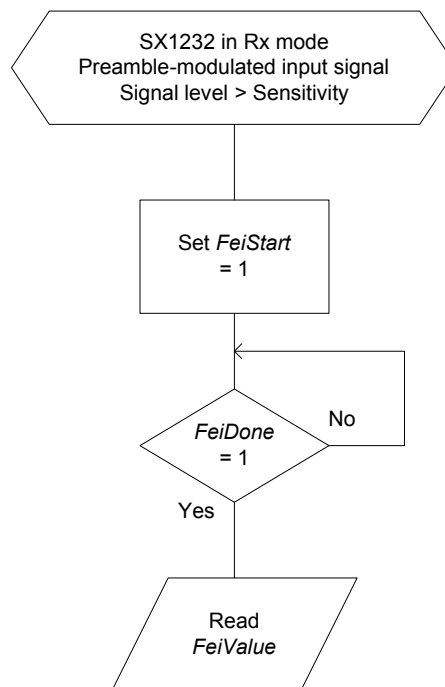 SX1232 in Rx mode
Preamble-modulated input signal
Signal level > Sensitivity
Set FeiStart
= 1
FeiDone
= 1
No
Yes
Read
FeiValue